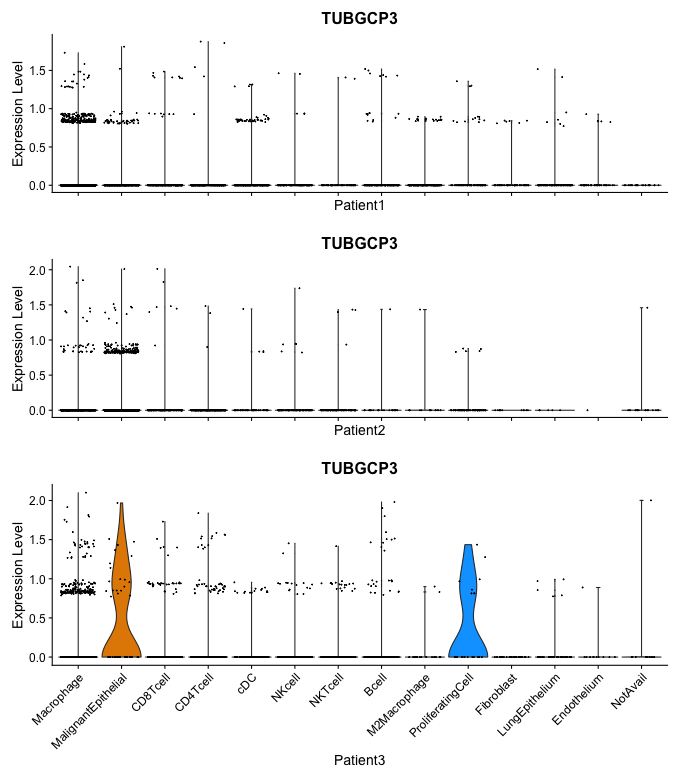 TUBGCP3
Expression Level
1.5
1.0
0.5
0.0
Patient1
TUBGCP3
Expression Level
2.0
1.5
1.0
0.5
0.0
Patient2
TUBGCP3
Expression Level
2.0
1.5
1.0
0.5
0.0
Macrophage
MalignantEpithelial
CD8Tcell
CD4Tcell
cDC
NKcell
NKTcell
Bcell
M2Macrophage
ProliferatingCell
Fibroblast
LungEpithelium
Endothelium
NotAvail
Patient3